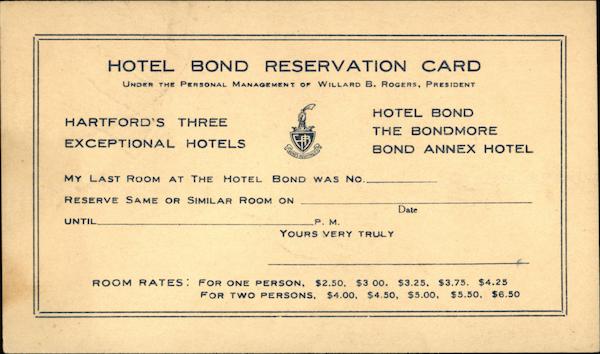 HOTEL BOND RESERVATION CARD
UNDER THE PERSONAL MANAGEMENT OF WILLARD B. ROGERS, PRESIDENT
HARTFORD'S THREE
EXCEPTIONAL HOTELS
HOTEL BOND
THE BONDMORE
BOND ANNEX HOTEL
MY LAST ROOM AT THE HOTEL BOND WAS NO.
RESERVE SAME OR SIMILAR ROOM ON
Date
UNTIL P. M.
YOURS VERY TRULY
ROOM RATES: FOR ONE PERSON, $2.50, $3 00. $3.25, $3.75. $4.25
FOR TWO PERSONS, $4.00, $4.50, $5.00, $5.50, $6.50